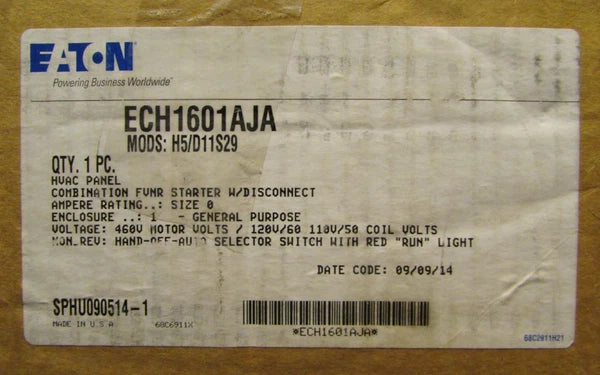 EATON
Powering Business Worldwide
ECH1601AJA
MODS: H5/D11S29
QTY. 1 PC.
HVAC PANEL
COMBINATION FVNR STARTER W/DISCONNECT
AMPERE RATING..: SIZE 0
ENCLOSURE ..: 1 - GENERAL PURPOSE
VOLTAGE: 460V MOTOR VOLTS / 120V/60 110V/50 COIL VOLTS
NON_REV: HAND-OFF-AUTO SELECTOR SWITCH WITH RED "RUN" LIGHT
DATE CODE: 09/09/14
SPHU090514-1
MADE IN U.S.A 68C6911X
*ECH1601AJA*
68C2911H21